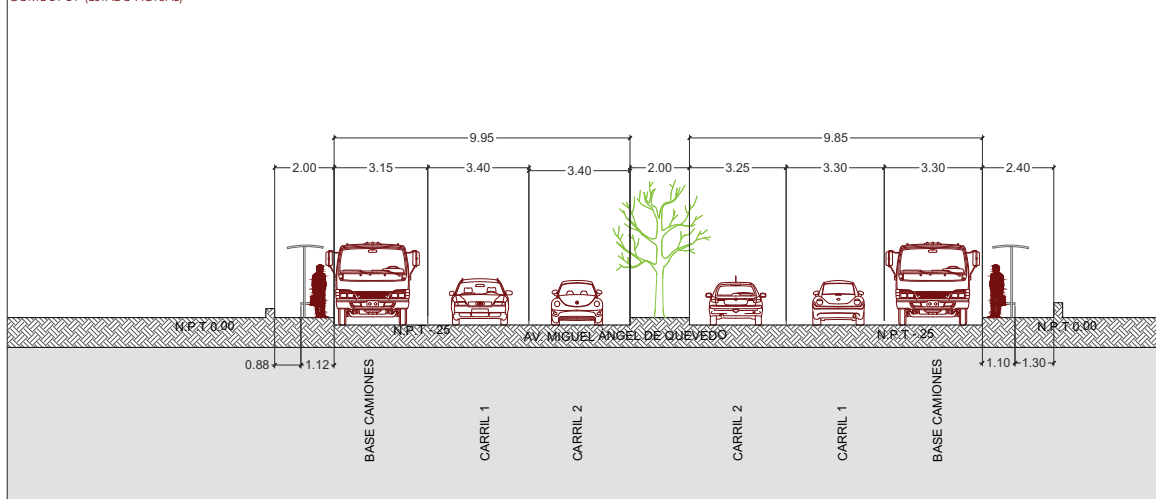 9.95
9.85
2.00
3.15
3.40
3.40
2.00
3.25
3.30
3.30
2.40
N.P.T 0.00
N.P.T -.25
AV. MIGUEL ÁNGEL DE QUEVEDO
N.P.T -.25
N.P.T 0.00
0.88
1.12
1.10
1.30
BASE CAMIONES
CARRIL 1
CARRIL 2
CARRIL 2
CARRIL 1
BASE CAMIONES